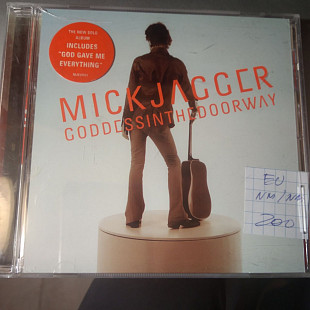 THE NEW SOLO
ALBUM
INCLUDES
"GOD GAVE ME
EVERYTHING"
MICKJAGGER
GODDESSINTHEDOORWAY
EU
NM/NM
200